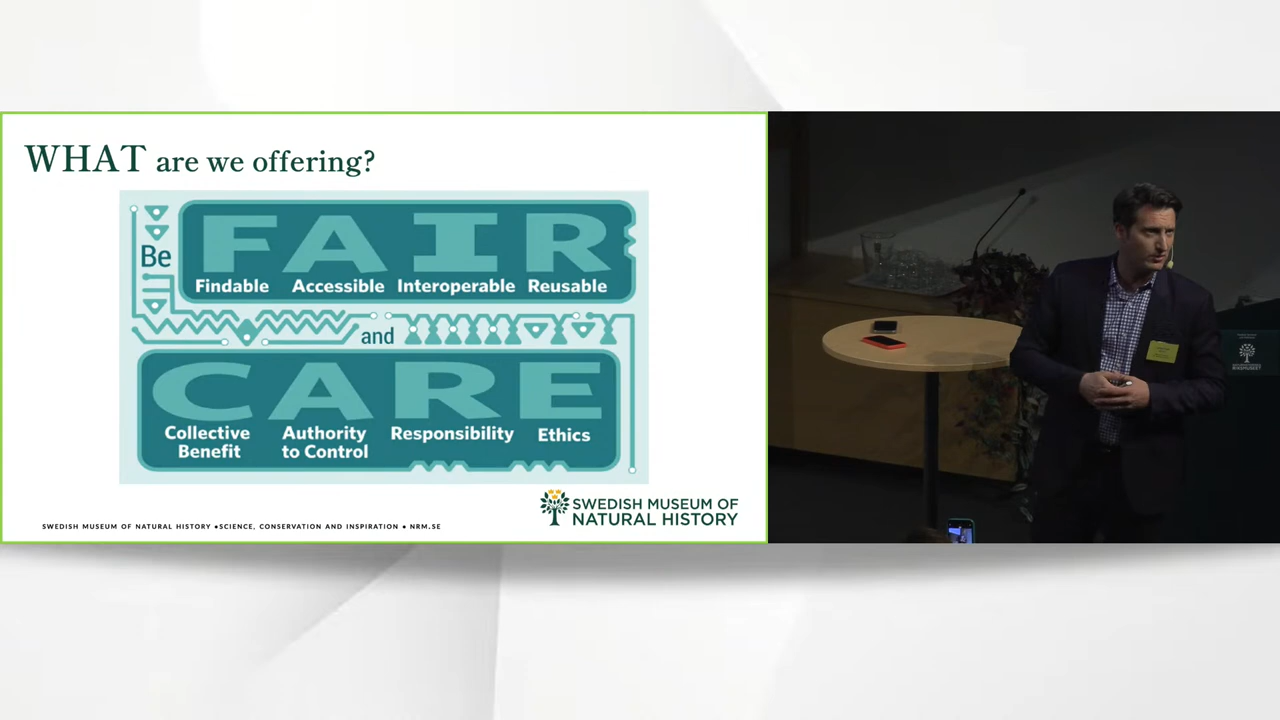 WHAT are we offering?
Be
FAIR
Findable Accessible Interoperable Reusable
and
CARE
Collective Benefit
Authority to Control
Responsibility
Ethics
SWEDISH MUSEUM OF NATURAL HISTORY •SCIENCE, CONSERVATION AND INSPIRATION • NRM.SE
SWEDISH MUSEUM OF
NATURAL HISTORY